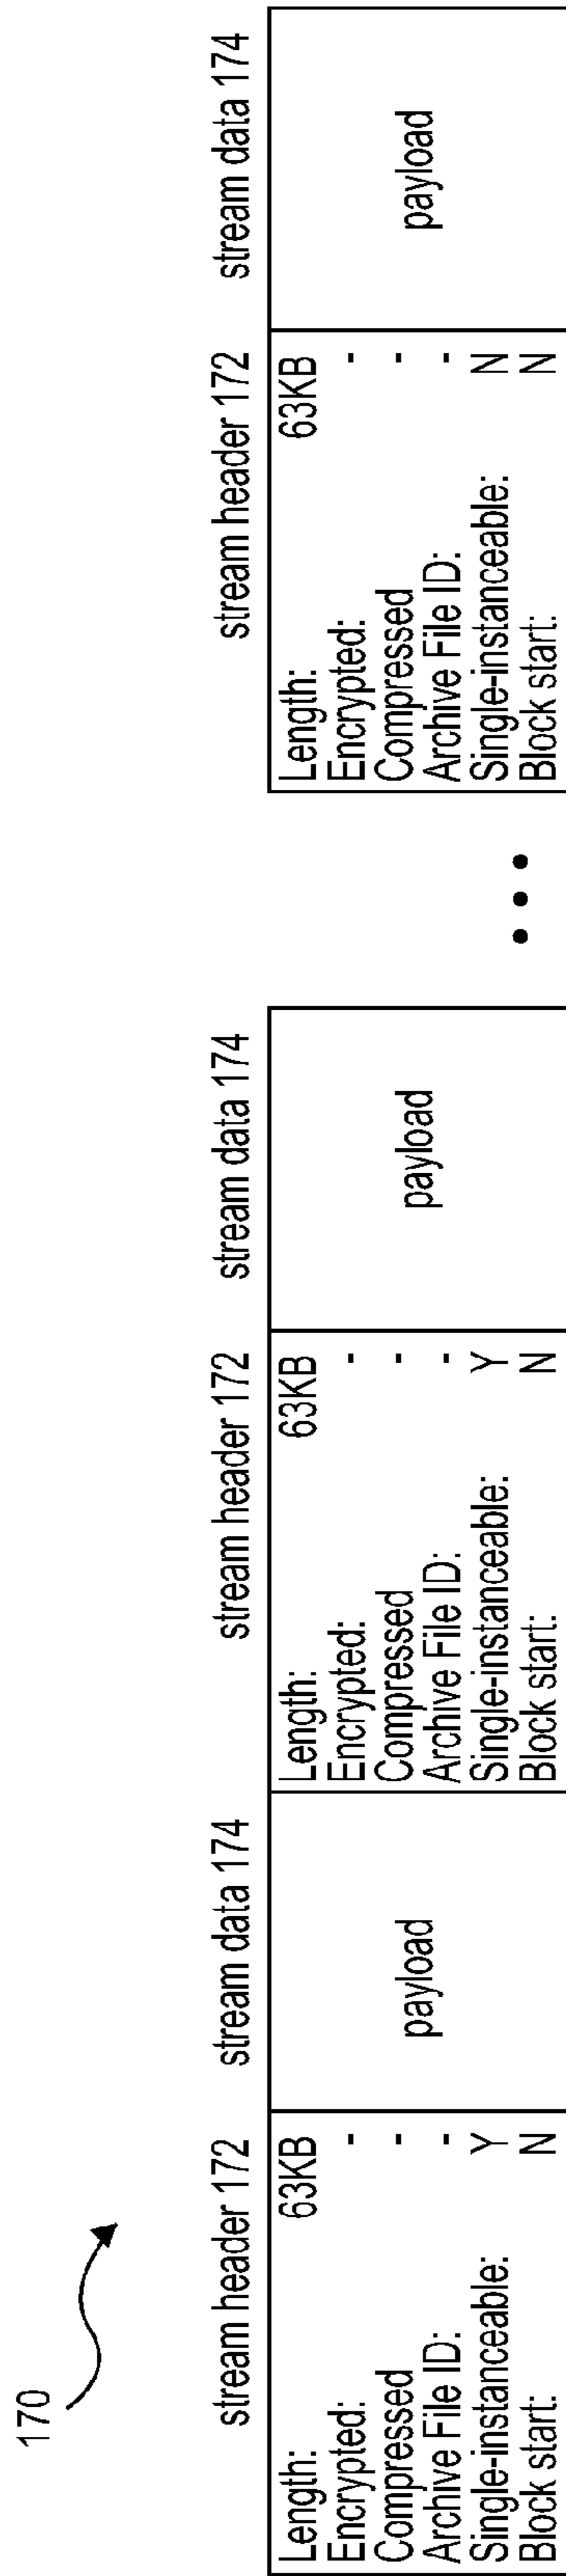 170
stream header 172
stream data 174
stream header 172
stream data 174
stream header 172
stream data 174
Length: 63KB
Encrypted: -
Compressed -
Archive File ID: -
Single-instanceable: Y
Block start: N
payload
Length: 63KB
Encrypted: -
Compressed -
Archive File ID: -
Single-instanceable: Y
Block start: N
payload
Length: 63KB
Encrypted: -
Compressed -
Archive File ID: -
Single-instanceable: N
Block start: N
payload